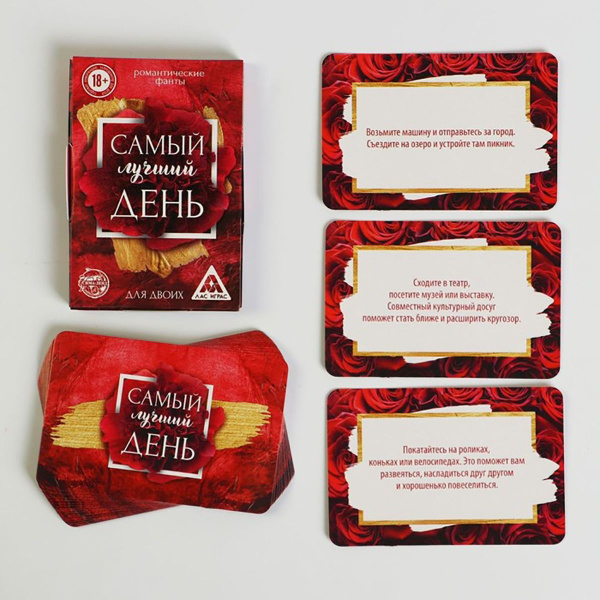 18+
романтические
фанты
САМЫЙ
лучший
ДЕНЬ
ДЛЯ ДВОИХ
ЛАС ИГРАС
САМЫЙ
лучший
ДЕНЬ
Возьмите машину и отправьтесь за город.
Съездите на озеро и устройте там пикник.
Сходите в театр,
посетите музей или выставку.
Совместный культурный досуг
поможет стать ближе и расширить кругозор.
Покатайтесь на роликах,
коньках или велосипедах. Это поможет вам
развеяться, насладиться друг другом
и хорошенько повеселиться.